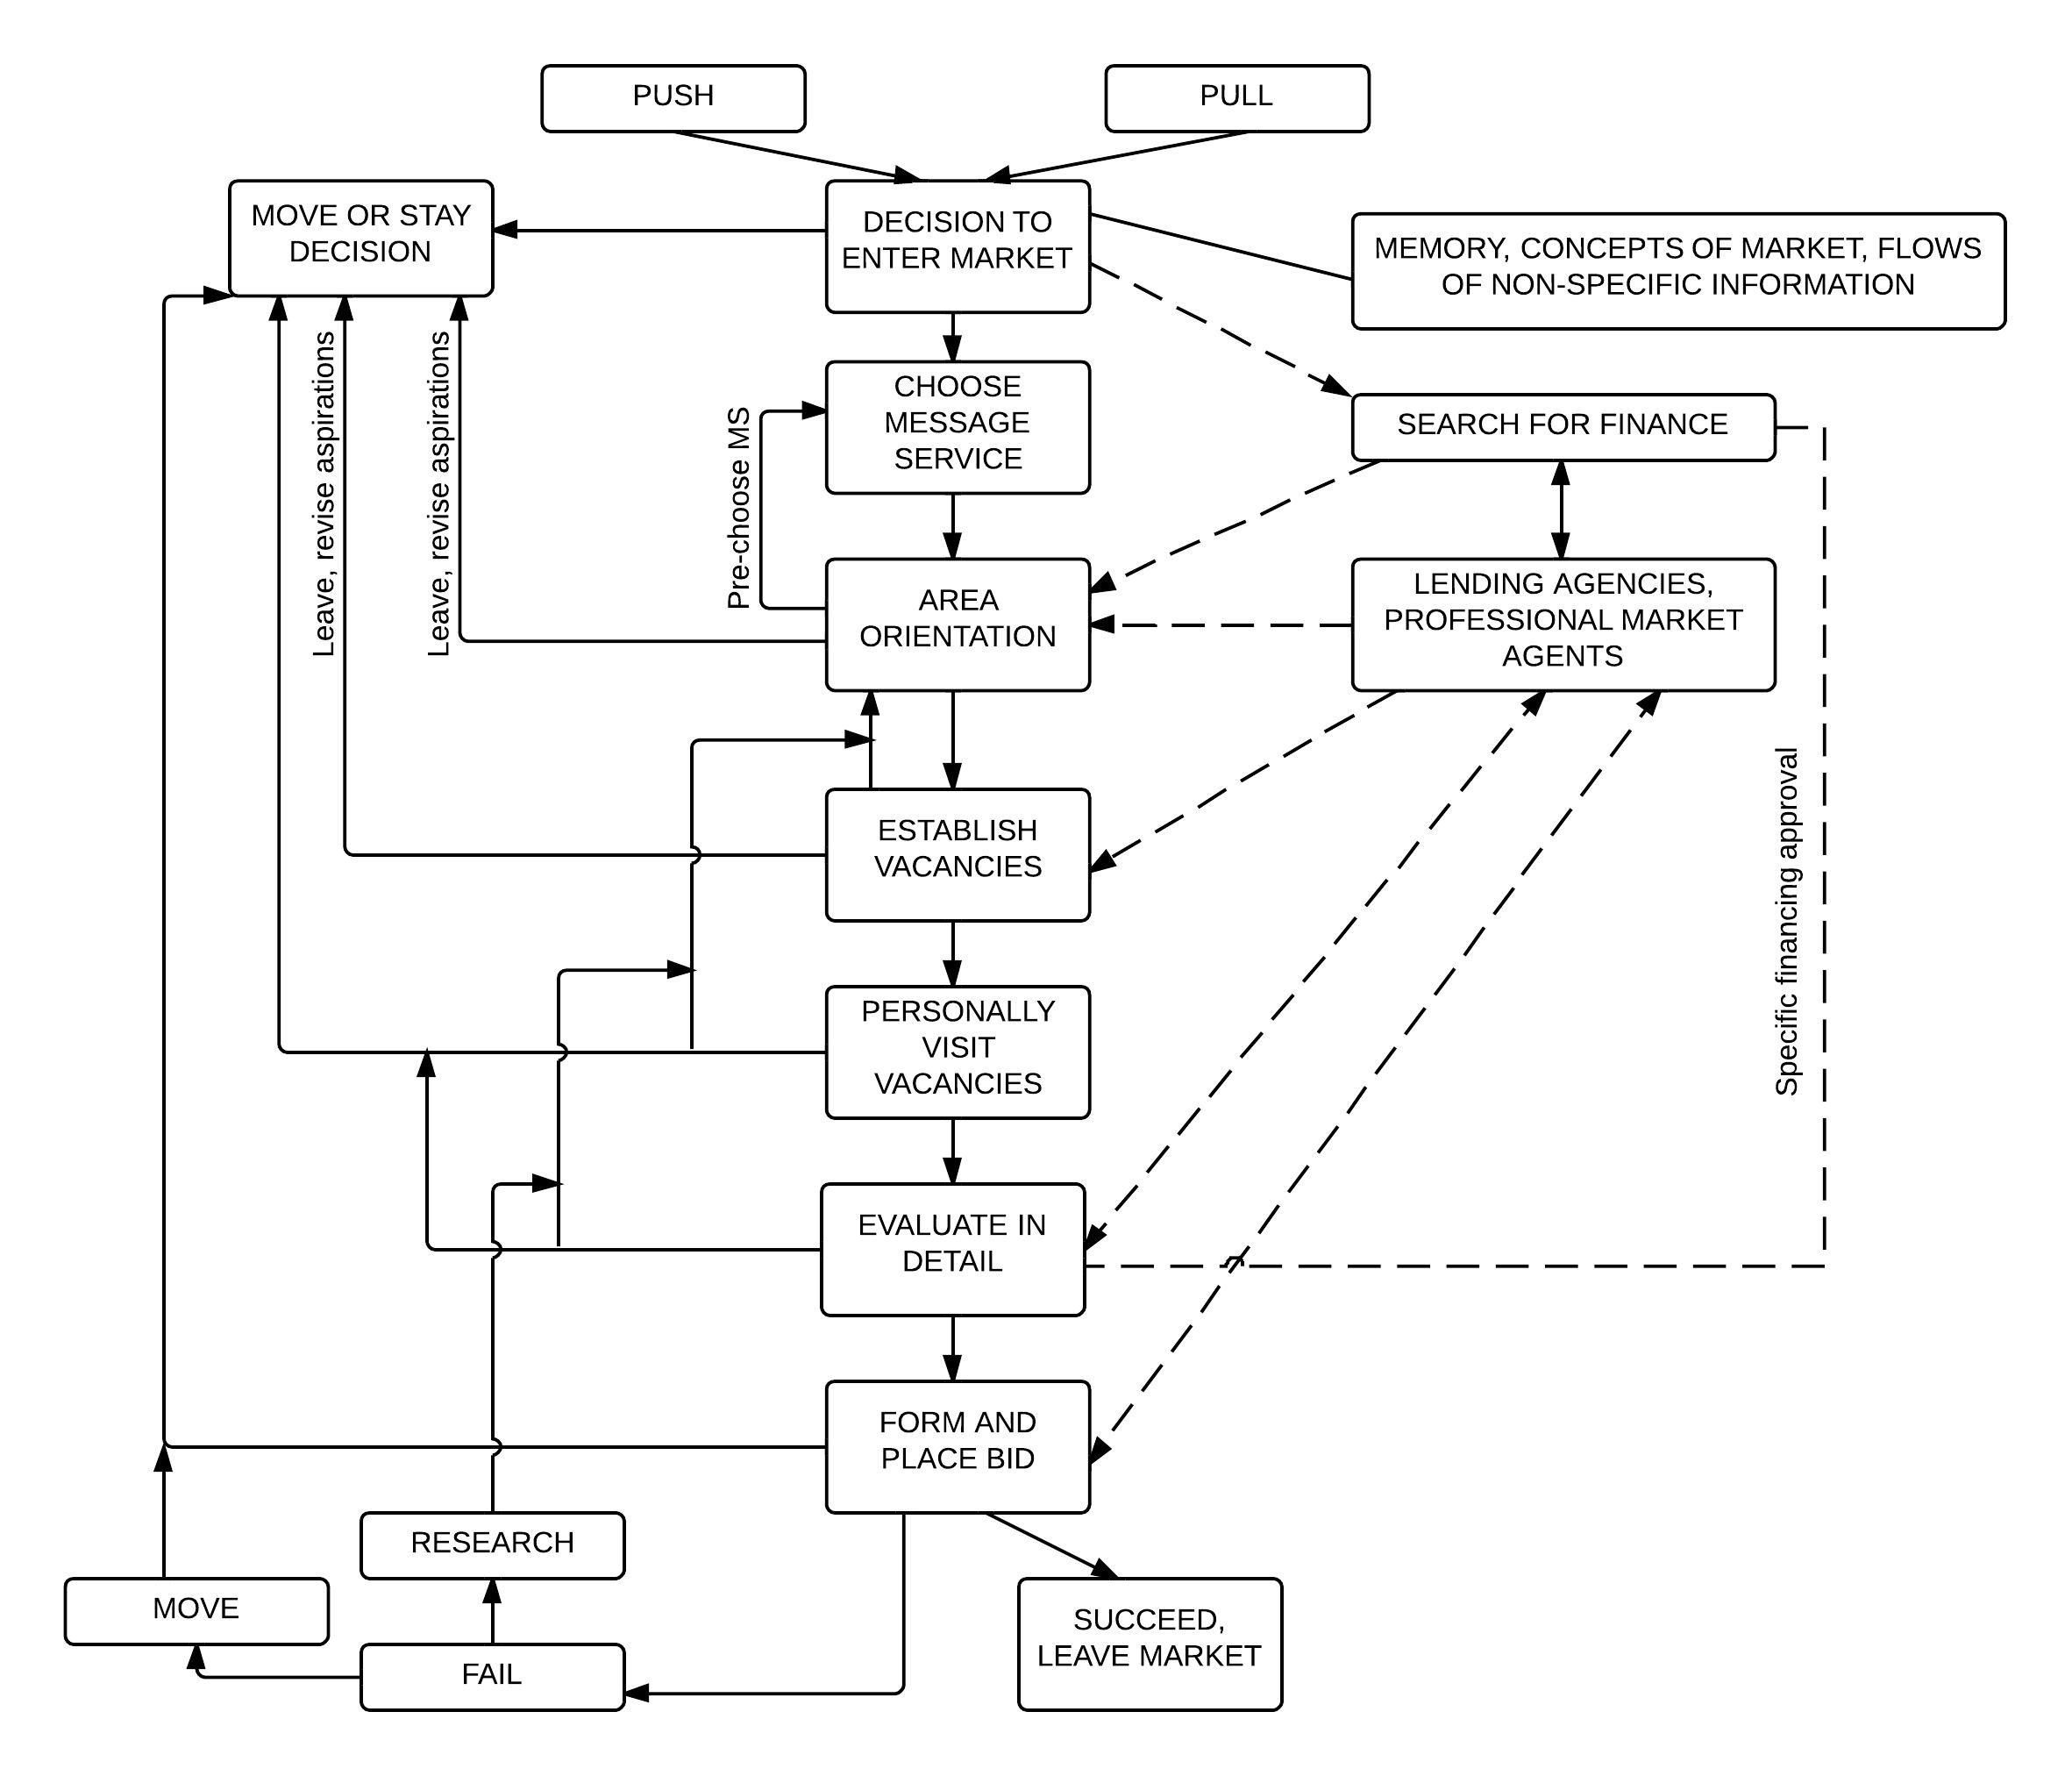 PUSH
PULL
MOVE OR STAY
DECISION
DECISION TO
ENTER MARKET
MEMORY, CONCEPTS OF MARKET, FLOWS
OF NON-SPECIFIC INFORMATION
Leave, revise aspirations
Leave, revise aspirations
Pre-choose MS
CHOOSE
MESSAGE
SERVICE
SEARCH FOR FINANCE
AREA
ORIENTATION
LENDING AGENCIES,
PROFESSIONAL MARKET
AGENTS
Specific financing approval
ESTABLISH
VACANCIES
PERSONALLY
VISIT
VACANCIES
EVALUATE IN
DETAIL
FORM AND
PLACE BID
RESEARCH
MOVE
FAIL
SUCCEED,
LEAVE MARKET